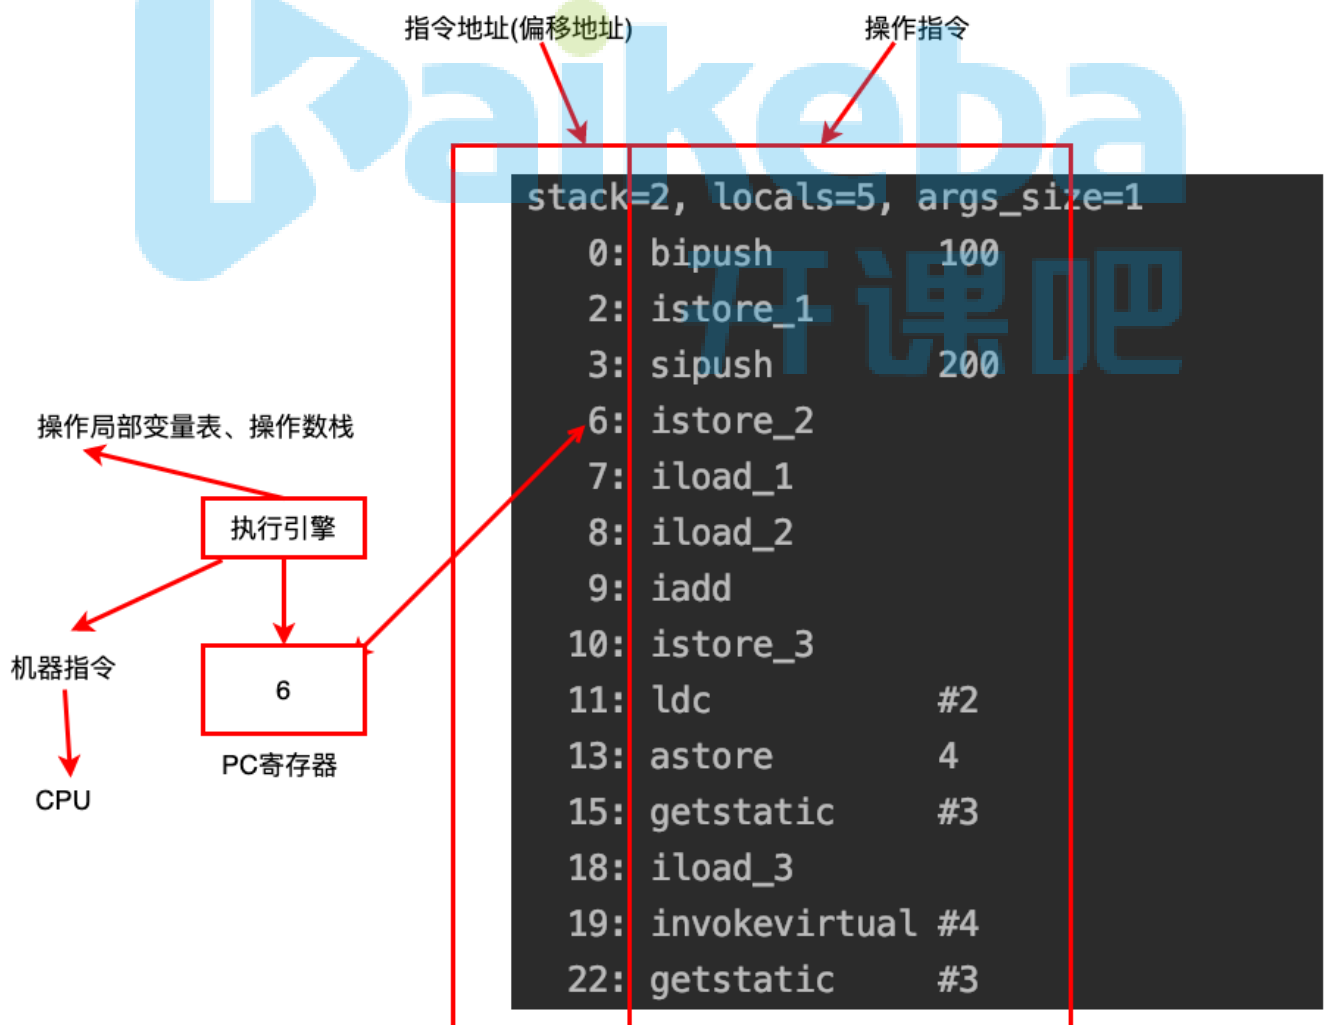 指令地址(偏移地址)
操作指令
kaikeba
开课吧
stack=2, locals=5, args_size=1
0: bipush 100
2: istore_1
3: sipush 200
6: istore_2
7: iload_1
8: iload_2
9: iadd
10: istore_3
11: ldc #2
13: astore 4
15: getstatic #3
18: iload_3
19: invokevirtual #4
22: getstatic #3
操作局部变量表、操作数栈
执行引擎
机器指令
6
PC寄存器
CPU